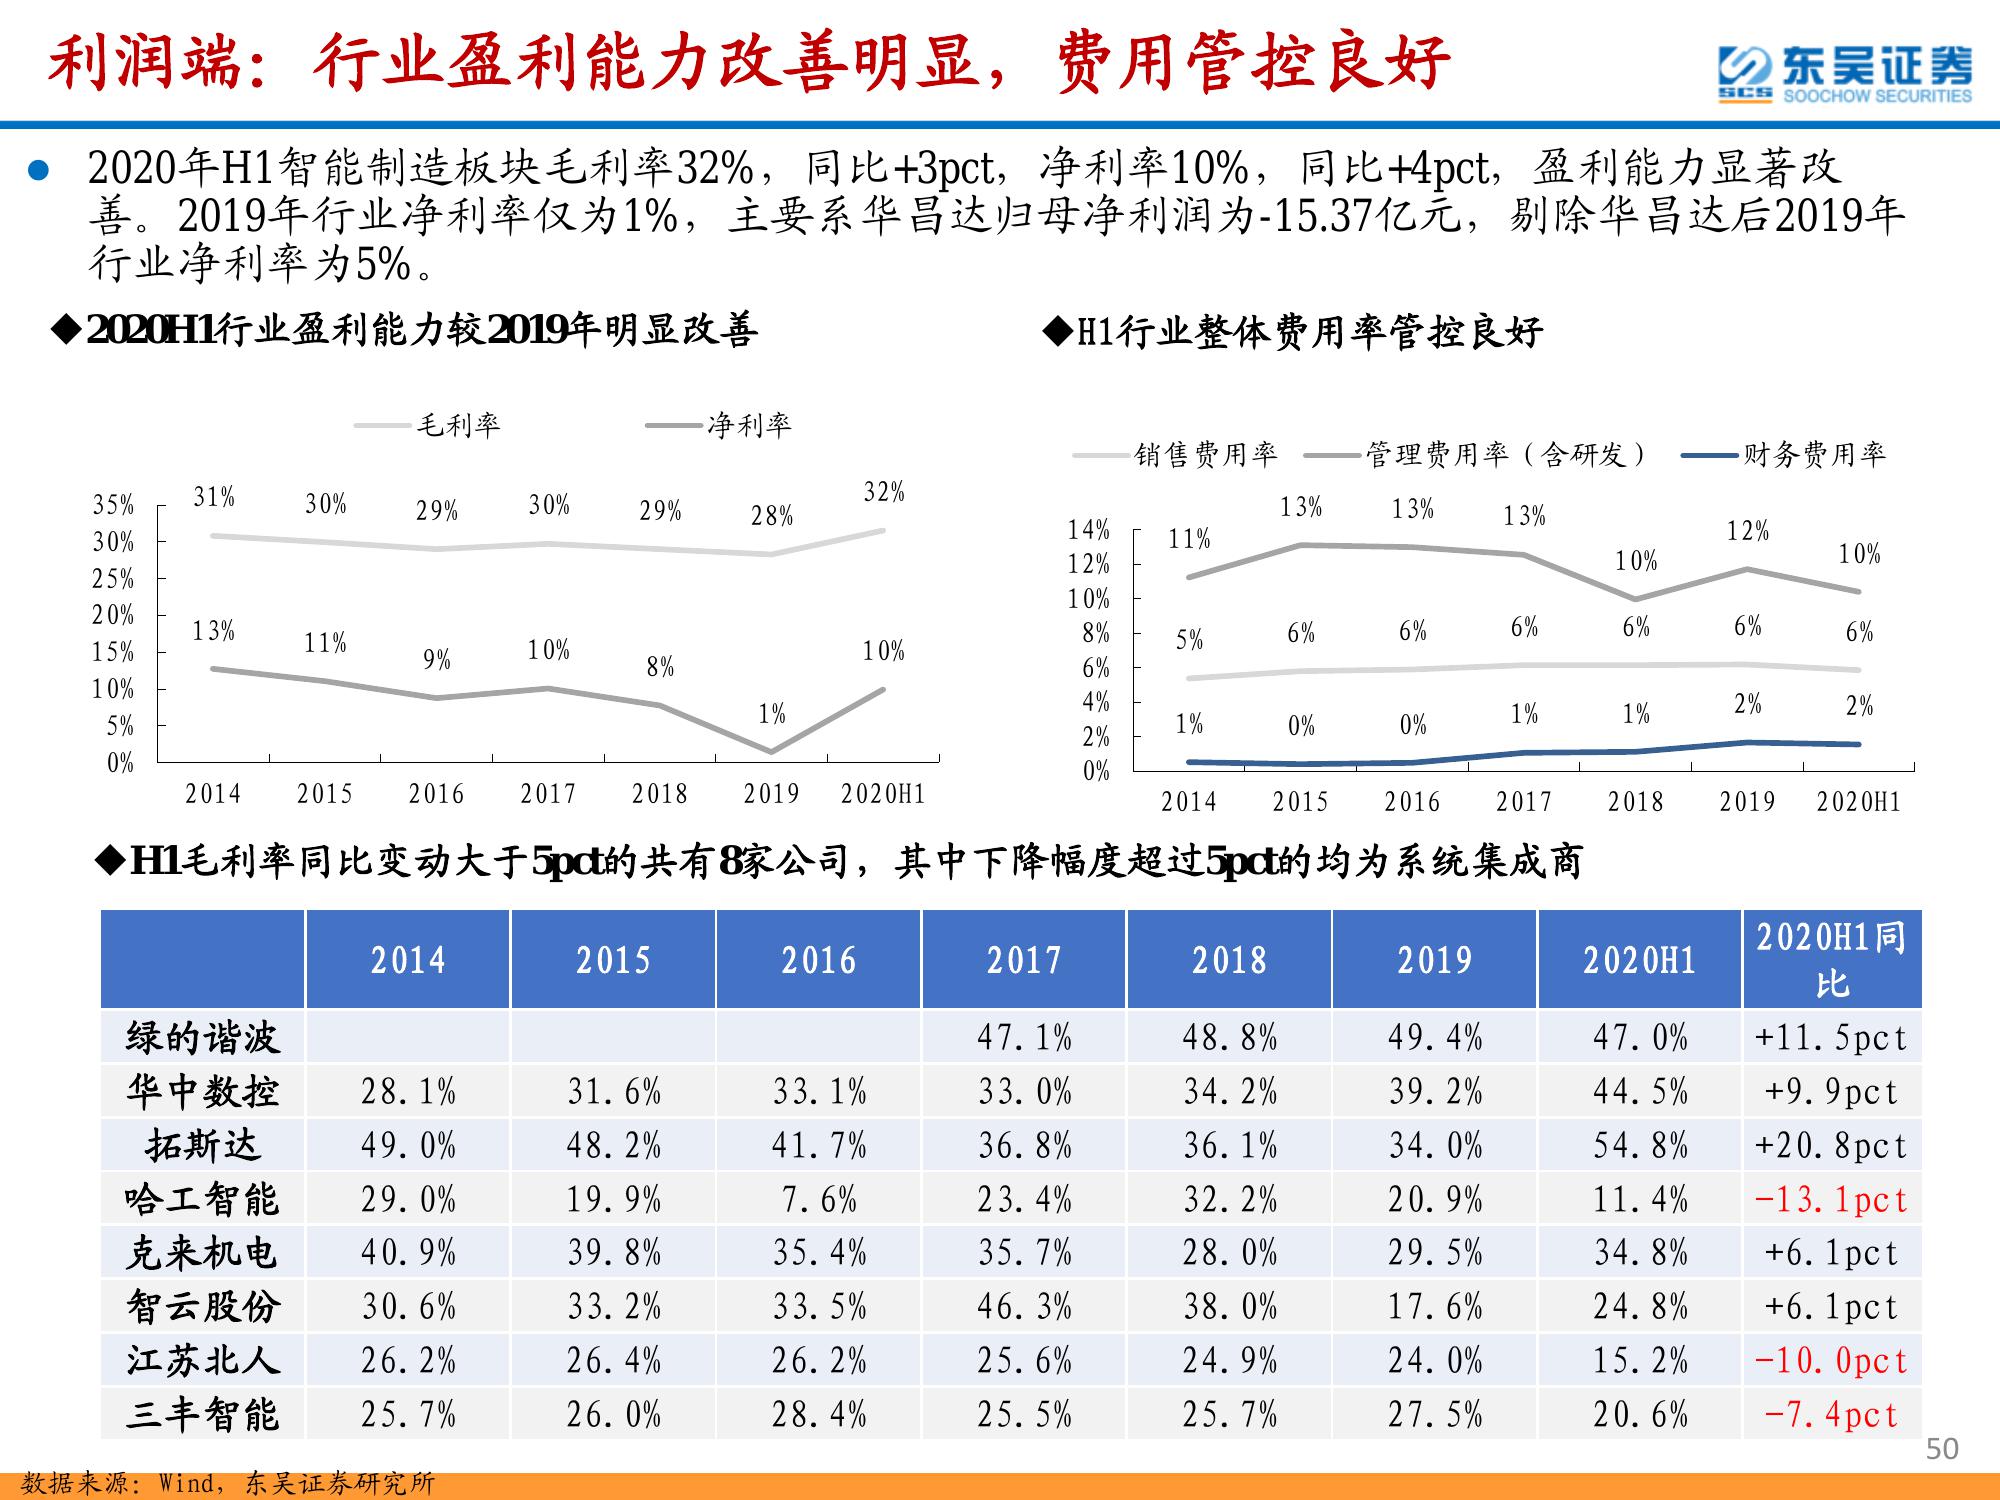 利润端：行业盈利能力改善明显，费用管控良好
东吴证券
SCS
SOOCHOW SECURITIES
● 2020年H1智能制造板块毛利率32%，同比+3pct，净利率10%，同比+4pct，盈利能力显著改
善。2019年行业净利率仅为1%，主要系华昌达归母净利润为-15.37亿元，剔除华昌达后2019年
行业净利率为5%。
◆2020H1行业盈利能力较2019年明显改善
毛利率 净利率
35%
30%
25%
20%
15%
10%
5%
0%
31% 30% 29% 30% 29% 28% 32%
13% 11% 9% 10% 8% 1% 10%
2014 2015 2016 2017 2018 2019 2020H1
◆H1行业整体费用率管控良好
销售费用率 管理费用率（含研发） 财务费用率
14%
12%
10%
8%
6%
4%
2%
0%
11% 13% 13% 13% 10% 12% 10%
5% 6% 6% 6% 6% 6% 6%
1% 0% 0% 1% 1% 2% 2%
2014 2015 2016 2017 2018 2019 2020H1
◆H1毛利率同比变动大于5pct的共有8家公司，其中下降幅度超过5pct的均为系统集成商
2014 2015 2016 2017 2018 2019 2020H1 2020H1同
比
绿的谐波 47.1% 48.8% 49.4% 47.0% +11.5pct
华中数控 28.1% 31.6% 33.1% 33.0% 34.2% 39.2% 44.5% +9.9pct
拓斯达 49.0% 48.2% 41.7% 36.8% 36.1% 34.0% 54.8% +20.8pct
哈工智能 29.0% 19.9% 7.6% 23.4% 32.2% 20.9% 11.4% -13.1pct
克来机电 40.9% 39.8% 35.4% 35.7% 28.0% 29.5% 34.8% +6.1pct
智云股份 30.6% 33.2% 33.5% 46.3% 38.0% 17.6% 24.8% +6.1pct
江苏北人 26.2% 26.4% 26.2% 25.6% 24.9% 24.0% 15.2% -10.0pct
三丰智能 25.7% 26.0% 28.4% 25.5% 25.7% 27.5% 20.6% -7.4pct
50
数据来源：Wind，东吴证券研究所